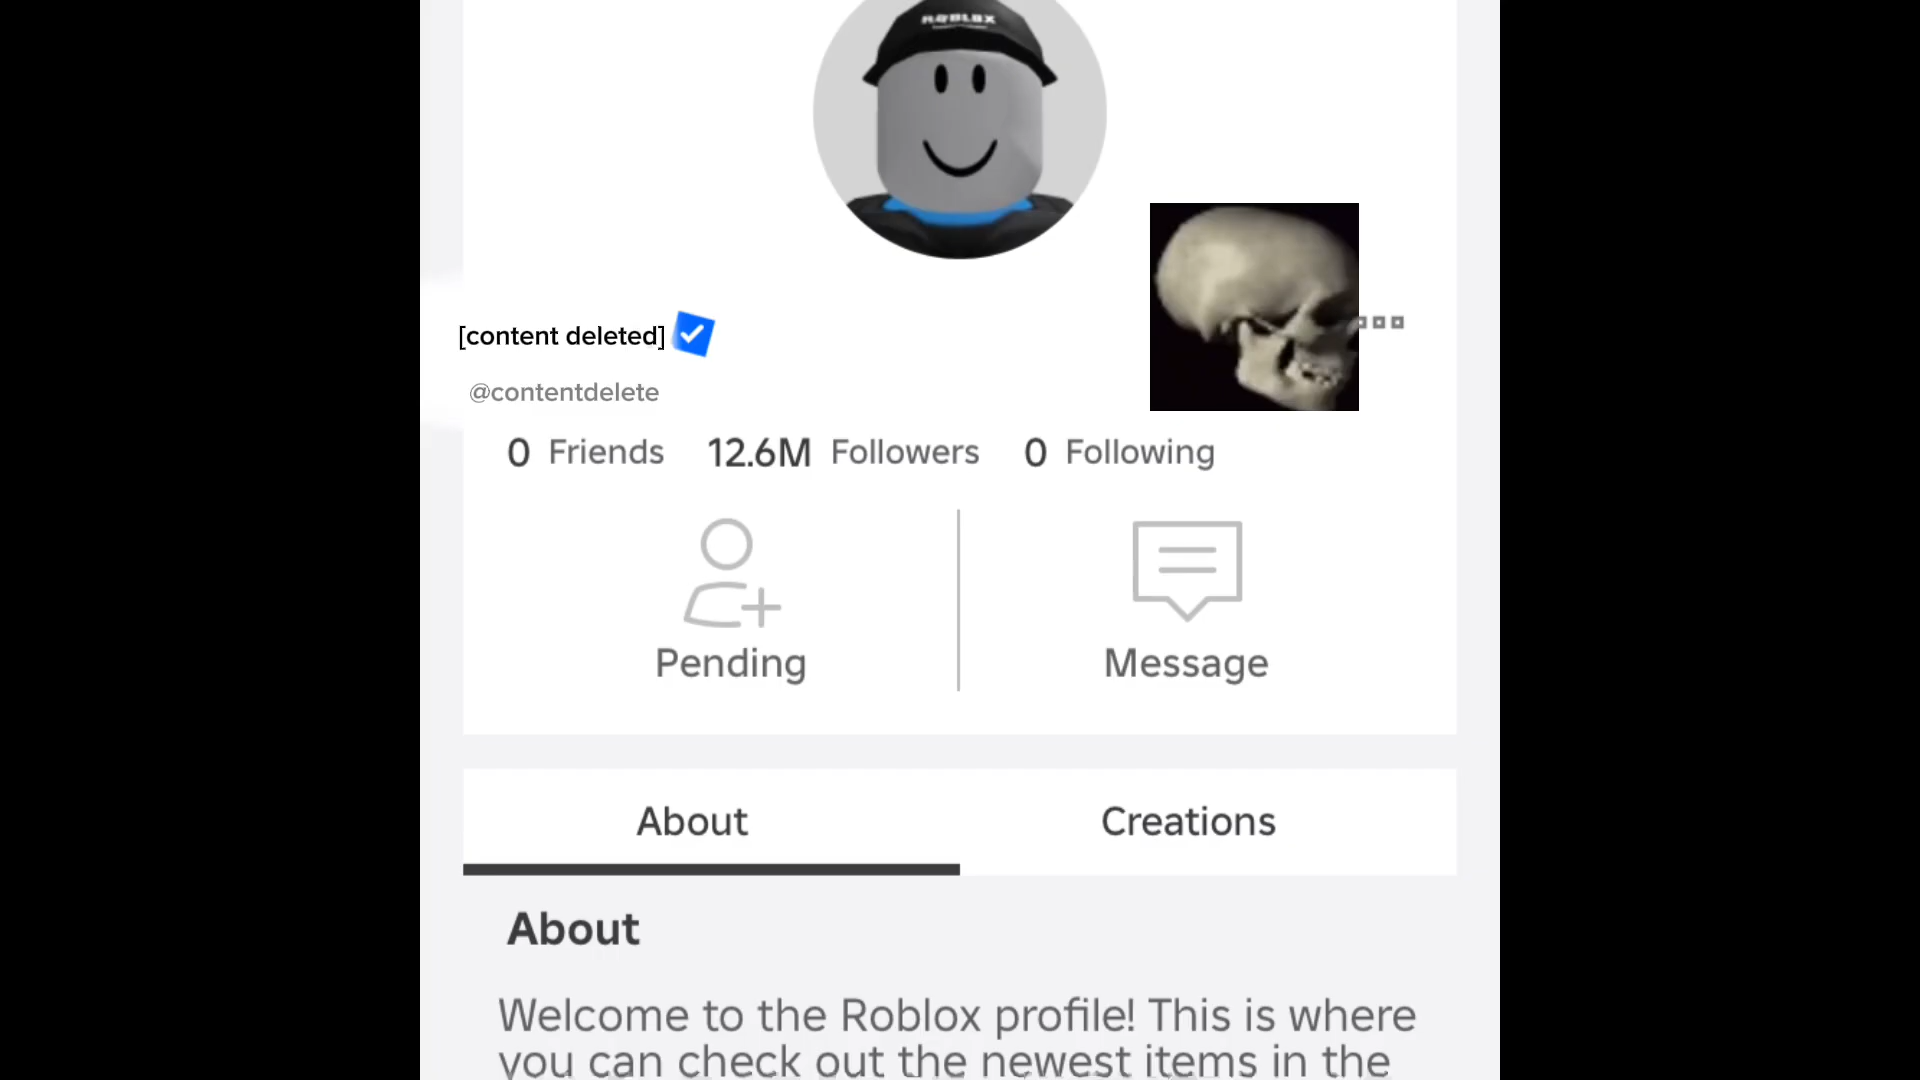 ROBLOX
[content deleted]
@contentdelete
0 Friends 12.6M Followers 0 Following
Pending Message
About Creations
About
Welcome to the Roblox profile! This is where
you can check out the newest items in the